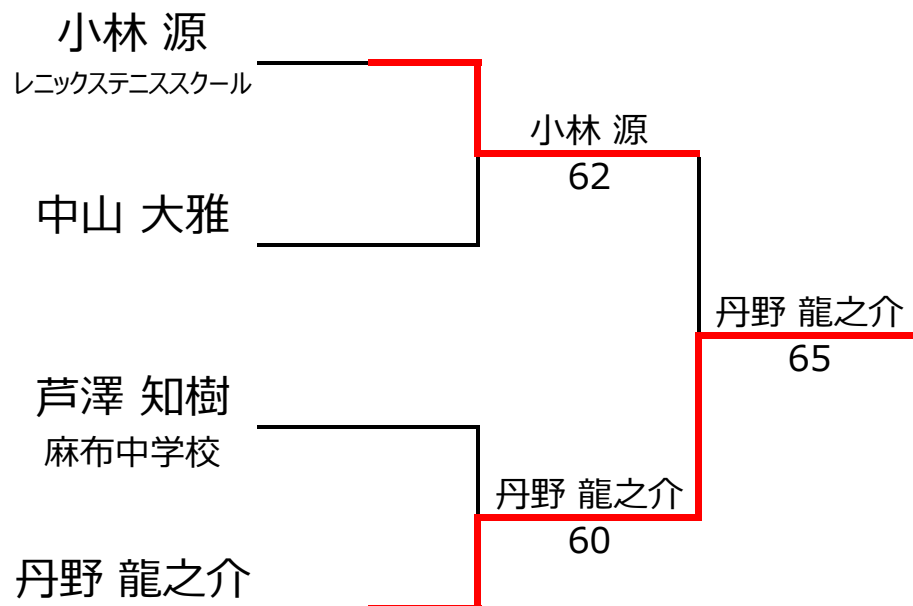 小林 源
レニックステニススクール
小林 源
62
中山 大雅
丹野 龍之介
65
芦澤 知樹
麻布中学校
丹野 龍之介
60
丹野 龍之介